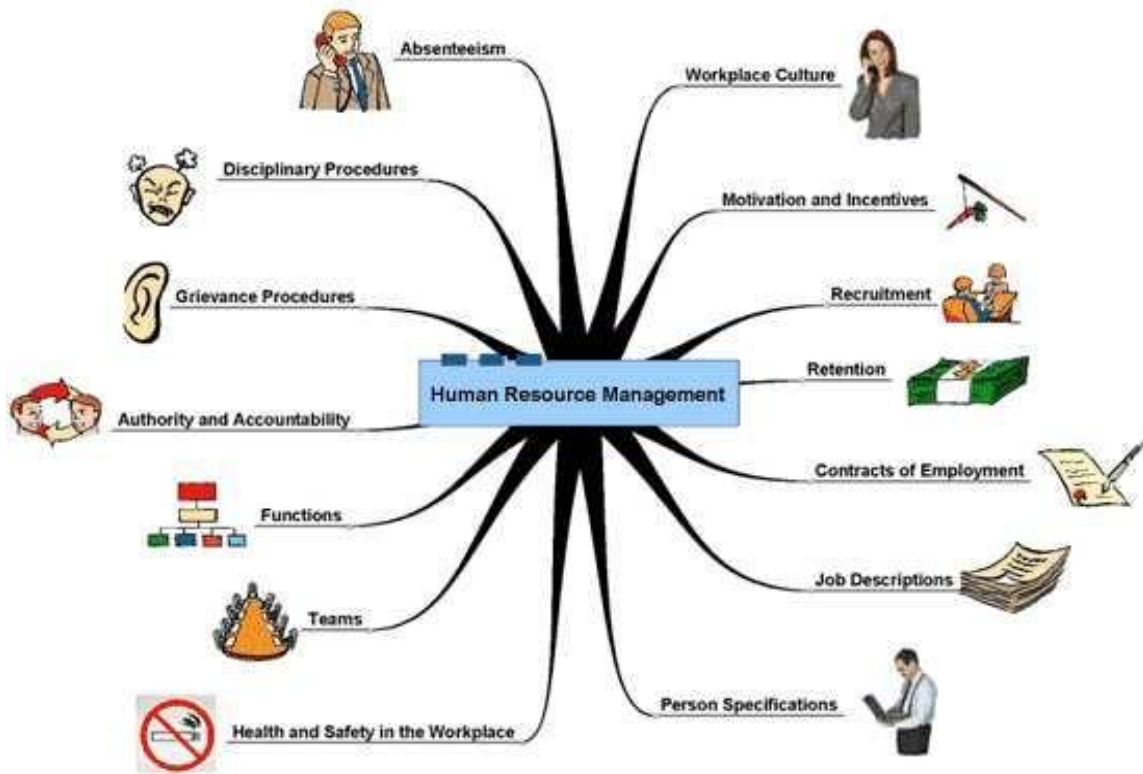 Absenteeism
Workplace Culture
Disciplinary Procedures
Motivation and Incentives
Grievance Procedures
Recruitment
Retention
Human Resource Management
Authority and Accountability
Contracts of Employment
Functions
Job Descriptions
Teams
Person Specifications
Health and Safety in the Workplace